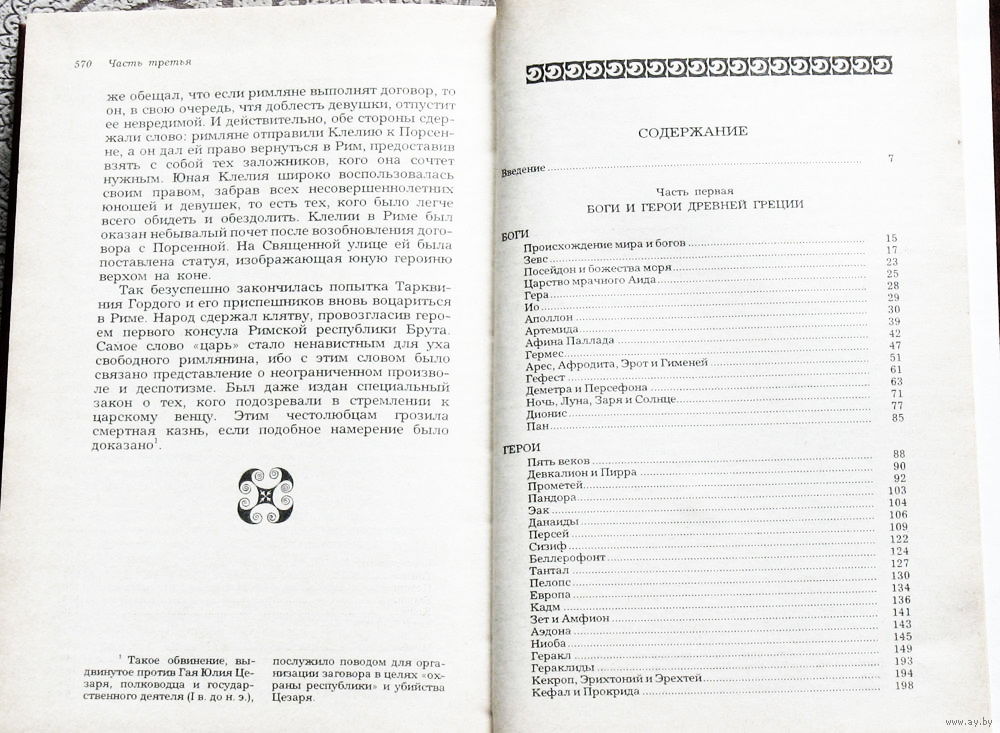 570 Часть третья
же обещал, что если римляне выполнят договор, то
он, в свою очередь, чтя доблесть девушки, отпустит
ее невредимой. И действительно, обе стороны сдер-
жали слово: римляне отправили Клелию к Порсен-
не, а он дал ей право вернуться в Рим, предоставив
взять с собой тех заложников, кого она сочтет
нужным. Юная Клелия широко воспользовалась
своим правом, забрав всех несовершеннолетних
юношей и девушек, то есть тех, кого было легче
всего обидеть и обездолить. Клелии в Риме был
оказан небывалый почет после возобновления дого-
вора с Порсенной. На Священной улице ей была
поставлена статуя, изображающая юную героиню
верхом на коне.
Так безуспешно закончилась попытка Таркви-
ния Гордого и его приспешников вновь воцариться
в Риме. Народ сдержал клятву, провозгласив геро-
ем первого консула Римской республики Брута.
Самое слово «царь» стало ненавистным для уха
свободного римлянина, ибо с этим словом было
связано представление о неограниченном произво-
ле и деспотизме. Был даже издан специальный
закон о тех, кого подозревали в стремлении к
царскому венцу. Этим честолюбцам грозила
смертная казнь, если подобное намерение было
доказано¹.
¹ Такое обвинение, вы-
двинутое против Гая Юлия Це-
заря, полководца и государ-
ственного деятеля (I в. до н. э.),
послужило поводом для орга-
низации заговора в целях «ох-
раны республики» и убийства
Цезаря.
СОДЕРЖАНИЕ
Введение 7
Часть первая
БОГИ И ГЕРОИ ДРЕВНЕЙ ГРЕЦИИ
БОГИ
Происхождение мира и богов 15
Зевс 17
Посейдон и божества моря 23
Царство мрачного Аида 25
Гера 28
Ио 29
Аполлон 30
Артемида 39
Афина Паллада 42
Гермес 47
Арес, Афродита, Эрот и Гименей 51
Гефест 61
Деметра и Персефона 63
Ночь, Луна, Заря и Солнце 71
Дионис 77
Пан 85
ГЕРОИ
Пять веков 88
Девкалион и Пирра 90
Прометей 92
Пандора 103
Эак 104
Данаиды 106
Персей 109
Сизиф 122
Беллерофонт 124
Тантал 127
Пелопс 130
Европа 134
Кадм 136
Зет и Амфион 141
Аэдона 143
Ниоба 145
Геракл 149
Гераклиды 193
Кекроп, Эрихтоний и Эрехтей 194
Кефал и Прокрида 198
www.ay.by